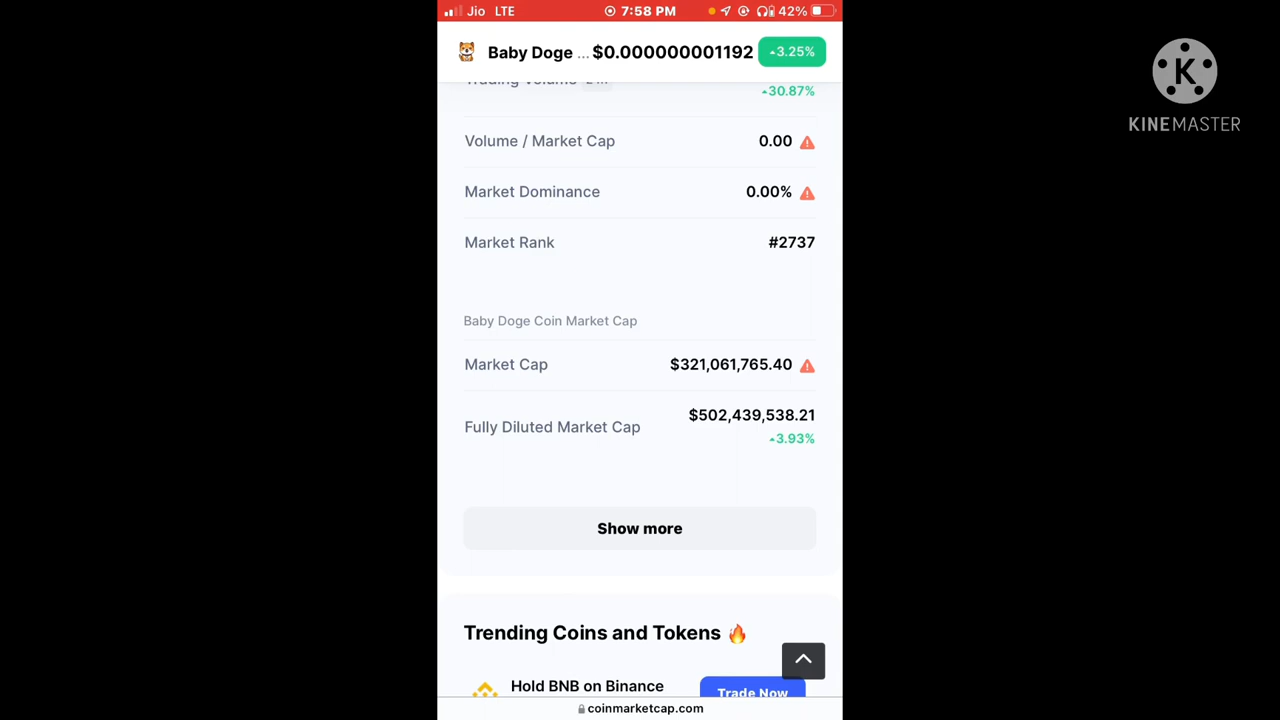 Jio LTE 7:58 PM 42%
Baby Doge ... $0.000000001192 3.25%
Trading Volume
30.87%
Volume / Market Cap 0.00
Market Dominance 0.00%
Market Rank #2737
Baby Doge Coin Market Cap
Market Cap $321,061,765.40
Fully Diluted Market Cap $502,439,538.21
3.93%
Show more
Trending Coins and Tokens 🔥
Hold BNB on Binance Trade Now
coinmarketcap.com
K
KINEMASTER